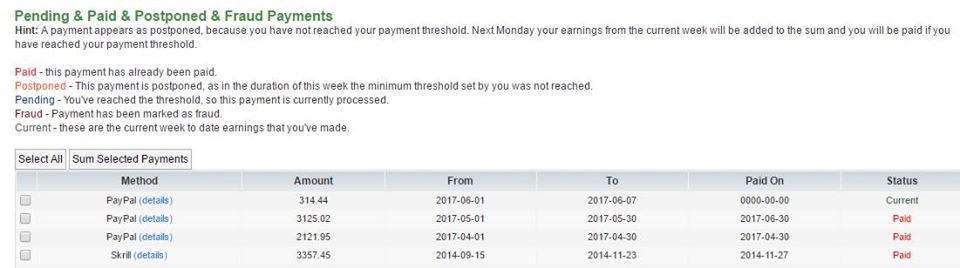 Pending & Paid & Postponed & Fraud Payments
Hint: A payment appears as postponed, because you have not reached your payment threshold. Next Monday your earnings from the current week will be added to the sum and you will be paid if you
have reached your payment threshold.
Paid - this payment has already been paid.
Postponed - This payment is postponed, as in the duration of this week the minimum threshold set by you was not reached.
Pending - You've reached the threshold, so this payment is currently processed.
Fraud - Payment has been marked as fraud.
Current - these are the current week to date earnings that you've made.
Select All Sum Selected Payments
Method Amount From To Paid On Status
PayPal (details) 314.44 2017-06-01 2017-06-07 0000-00-00 Current
PayPal (details) 3125.02 2017-05-01 2017-05-30 2017-06-30 Paid
PayPal (details) 2121.95 2017-04-01 2017-04-30 2017-04-30 Paid
Skrill (details) 3357.45 2014-09-15 2014-11-23 2014-11-27 Paid